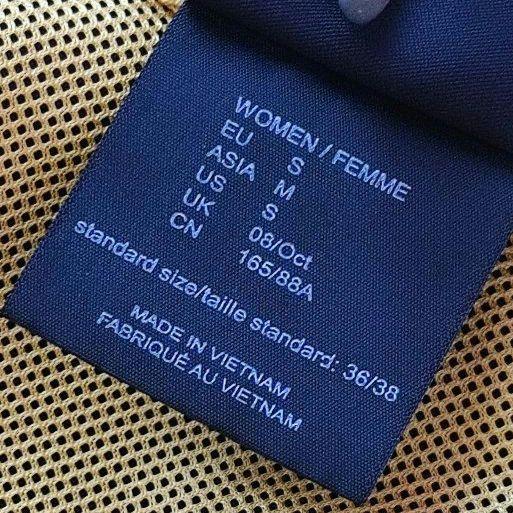 WOMEN / FEMME
EU S
ASIA M
US S
UK 08/Oct
CN 165/88A
standard size/taille standard: 36/38
MADE IN VIETNAM
FABRIQUÉ AU VIETNAM